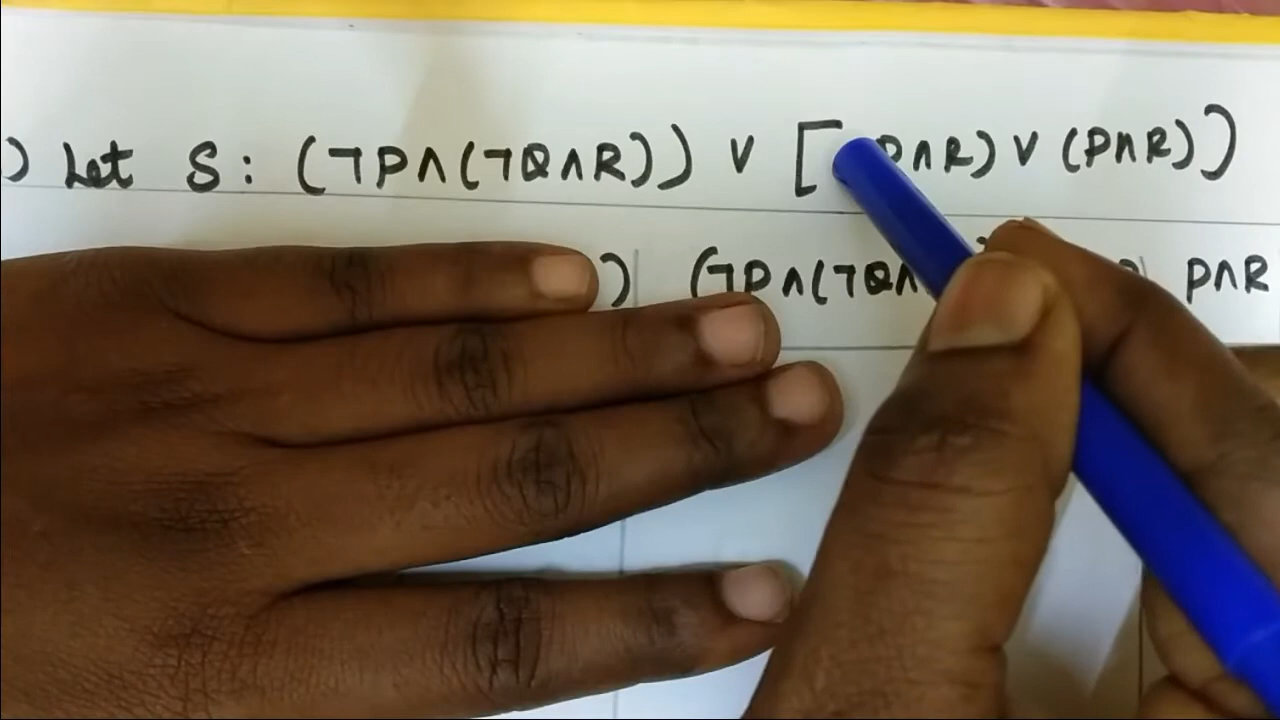 ) Let S: (¬P∧(¬Q∧R)) ∨ [ P∧R) ∨ (P∧R))
) (¬P∧(¬Q∧ P∧R